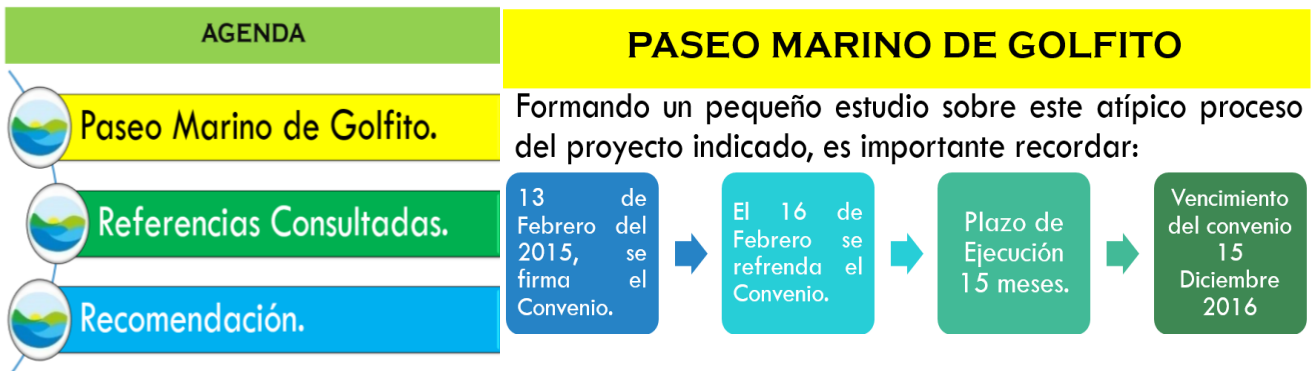 AGENDA
Paseo Marino de Golfito.
Referencias Consultadas.
Recomendación.
PASEO MARINO DE GOLFITO
Formando un pequeño estudio sobre este atípico proceso
del proyecto indicado, es importante recordar:
13 de
Febrero del
2015, se
firma el
Convenio.
El 16 de
Febrero se
refrenda el
Convenio.
Plazo de
Ejecución
15 meses.
Vencimiento
del convenio
15
Diciembre
2016